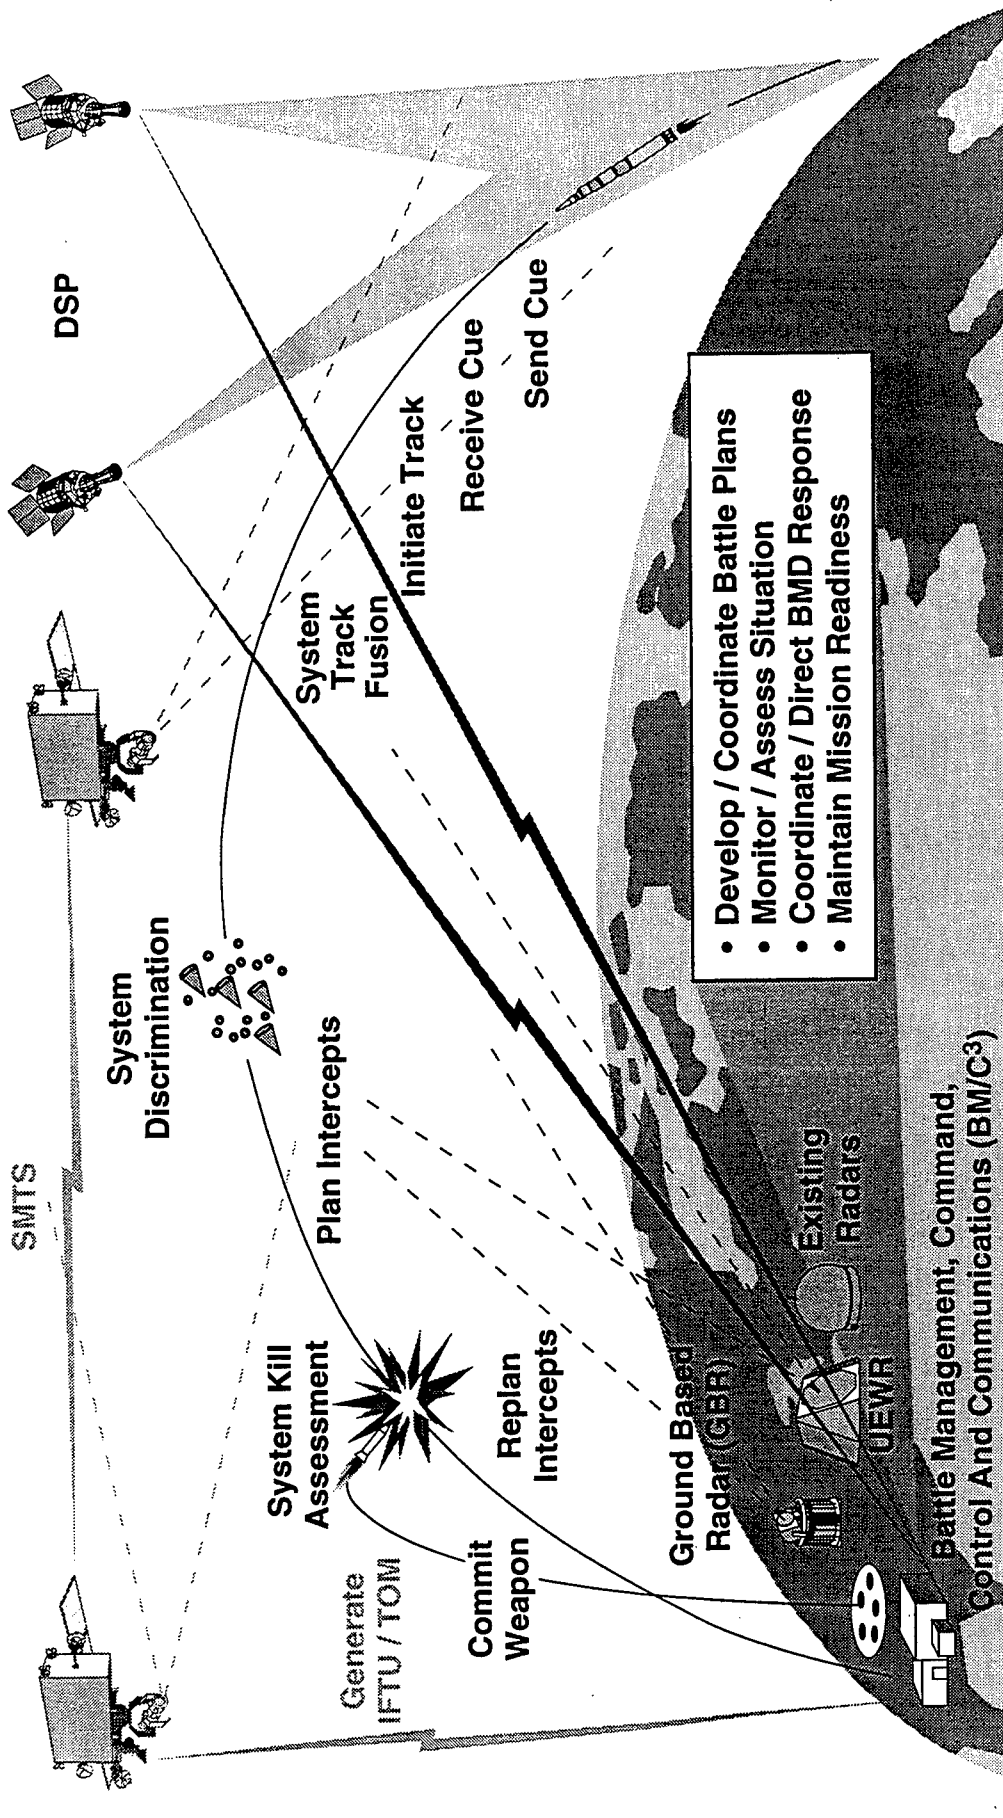 SMTS
DSP
System
Discrimination
System Kill
Assessment
Generate
IFTU / TOM
Plan Intercepts
System
Track
Fusion
Initiate Track
Receive Cue
Send Cue
Commit
Weapon
Replan
Intercepts
Ground Based
Radar (GBR)
UEWR
Existing
Radars
• Develop / Coordinate Battle Plans
• Monitor / Assess Situation
• Coordinate / Direct BMD Response
• Maintain Mission Readiness
Battle Management, Command,
Control And Communications (BM/C³)